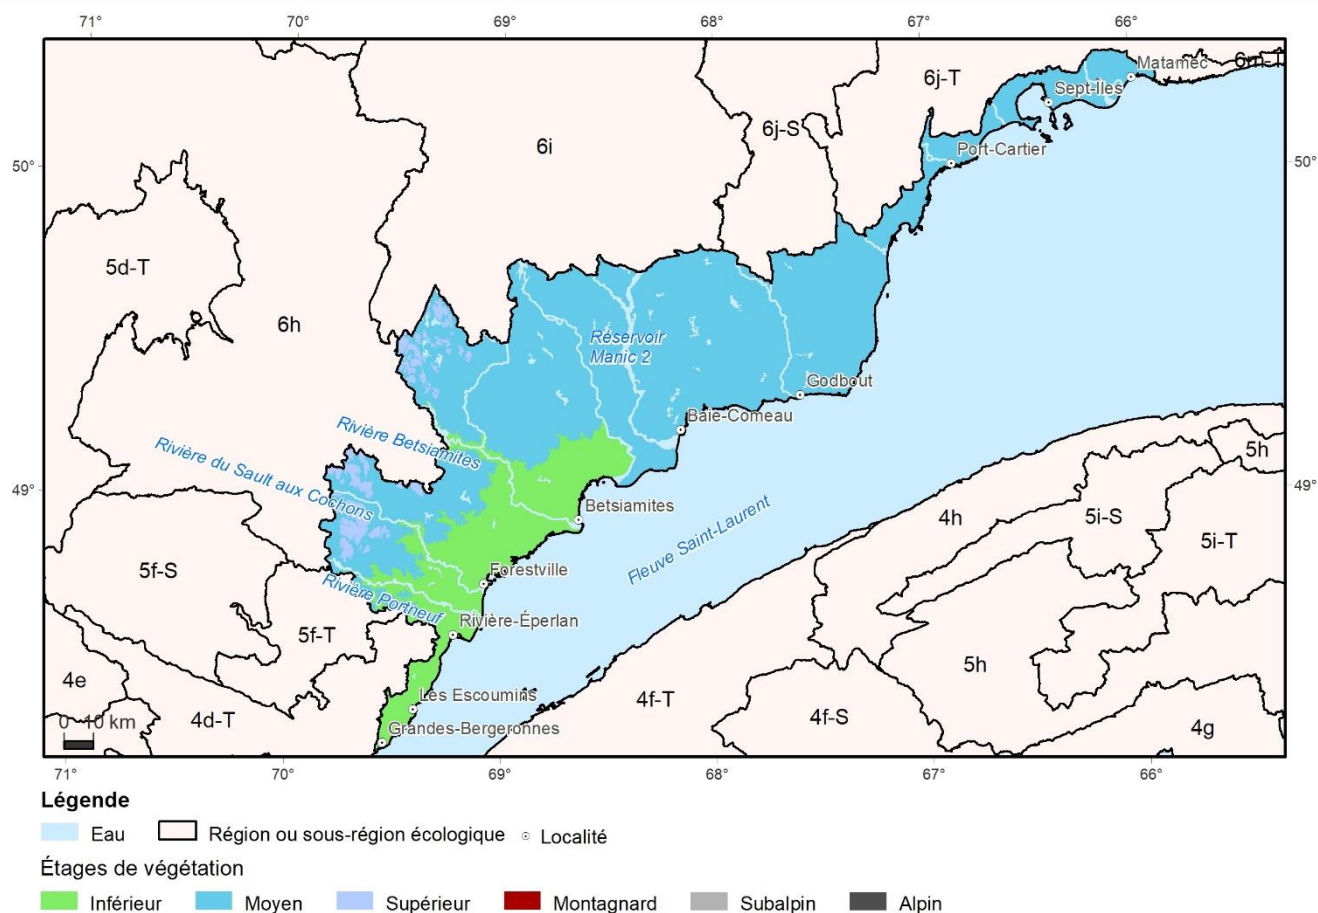 71° 70° 69° 68° 67° 66°
Matamec
6m-T
6j-T
Sept-Îles
6j-S
6i
Port-Cartier
50° 50°
5d-T
6h
Réservoir
Manic 2
Godbout
Baie-Comeau
Rivière Betsiamites
Rivière du Sault aux Cochons
5h
49° 49°
Betsiamites
4h
5i-S
5i-T
Fleuve Saint-Laurent
5f-S
Forestville
Rivière Portneuf
Rivière-Éperlan
5f-T
5h
4e
Les Escoumins
4f-T
4f-S
4d-T
4g
0 10 km
Grandes-Bergeronnes
71° 70° 69° 68° 67° 66°
Légende
Eau Région ou sous-région écologique Localité
Étages de végétation
Inférieur Moyen Supérieur Montagnard Subalpin Alpin